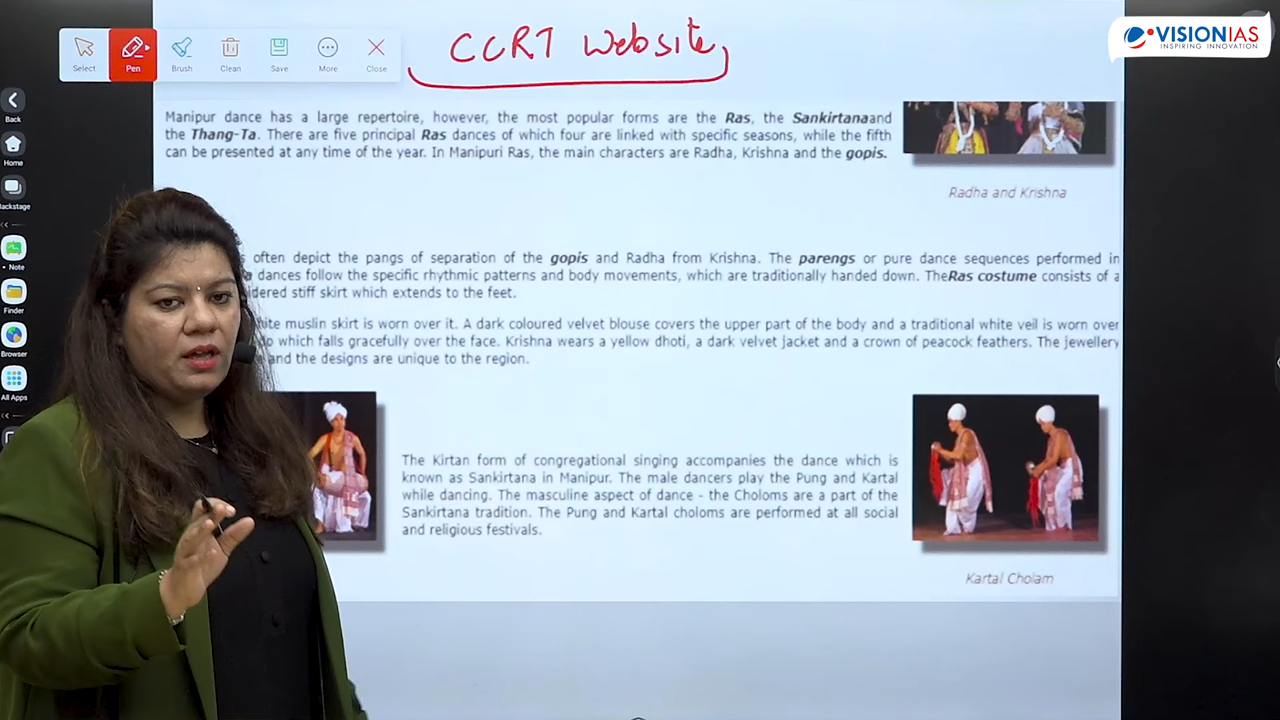 CCRT Website
VISIONIAS
INSPIRING INNOVATION
Select
Pen
Brush
Clean
Save
More
Close
Back
Home
Backstage
Note
Finder
Browser
All Apps
Manipur dance has a large repertoire, however, the most popular forms are the Ras, the Sankirtanaand
the Thang-Ta. There are five principal Ras dances of which four are linked with specific seasons, while the fifth
can be presented at any time of the year. In Manipuri Ras, the main characters are Radha, Krishna and the gopis.
Radha and Krishna
often depict the pangs of separation of the gopis and Radha from Krishna. The parengs or pure dance sequences performed in
dances follow the specific rhythmic patterns and body movements, which are traditionally handed down. TheRas costume consists of a
stiff skirt which extends to the feet.
muslin skirt is worn over it. A dark coloured velvet blouse covers the upper part of the body and a traditional white veil is worn over
which falls gracefully over the face. Krishna wears a yellow dhoti, a dark velvet jacket and a crown of peacock feathers. The jewellery
and the designs are unique to the region.
The Kirtan form of congregational singing accompanies the dance which is
known as Sankirtana in Manipur. The male dancers play the Pung and Kartal
while dancing. The masculine aspect of dance - the Choloms are a part of the
Sankirtana tradition. The Pung and Kartal choloms are performed at all social
and religious festivals.
Kartal Cholam